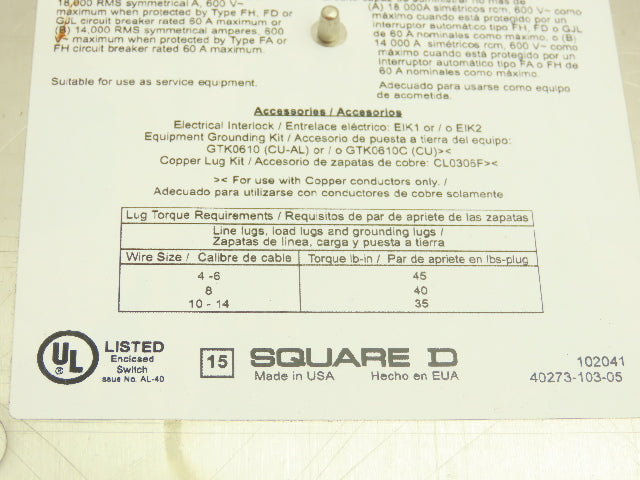 18,000 RMS symmetrical A, 600 V~
maximum when protected by Type FH, FD or
GJL circuit breaker rated 60 A maximum or
(B) 14,000 RMS symmetrical amperes, 600
maximum when protected by Type FA or
FH circuit breaker rated 60 A maximum.
Suitable for use as service equipment.
(A) 18 000A simétricos rcm, 600 V~ como
máximo cuando está protegido por un
interruptor automático tipo FH, FD o GJL
de 60 A nominales como máximo. o (B)
14 000 A simétricos rcm, 600 V~ como
máximo cuando está protegido por un
interruptor automático tipo FA o FH de
60 A nominales como máximo.
Adecuado para usarse como equipo
de acometida.
Accessories / Accesorios
Electrical Interlock / Entrelace eléctrico: EIK1 or / o EIK2
Equipment Grounding Kit / Accesorio de puesta a tierra del equipo:
GTK0610 (CU-AL) or / o GTK0610C (CU)><
Copper Lug Kit / Accesorio de zapatas de cobre: CL0306F><
>< For use with Copper conductors only. /
Adecuado para utilizarse con conductores de cobre solamente
Lug Torque Requirements / Requisitos de par de apriete de las zapatas
Line lugs, load lugs and grounding lugs /
Zapatas de línea, carga y puesta a tierra
Wire Size / Calibre de cable Torque lb-in / Par de apriete en lbs-plug
4 -6 45
8 40
10 - 14 35
UL ®
LISTED
Enclosed
Switch
Issue No. AL-40
15 SQUARE D
Made in USA Hecho en EUA
102041
40273-103-05